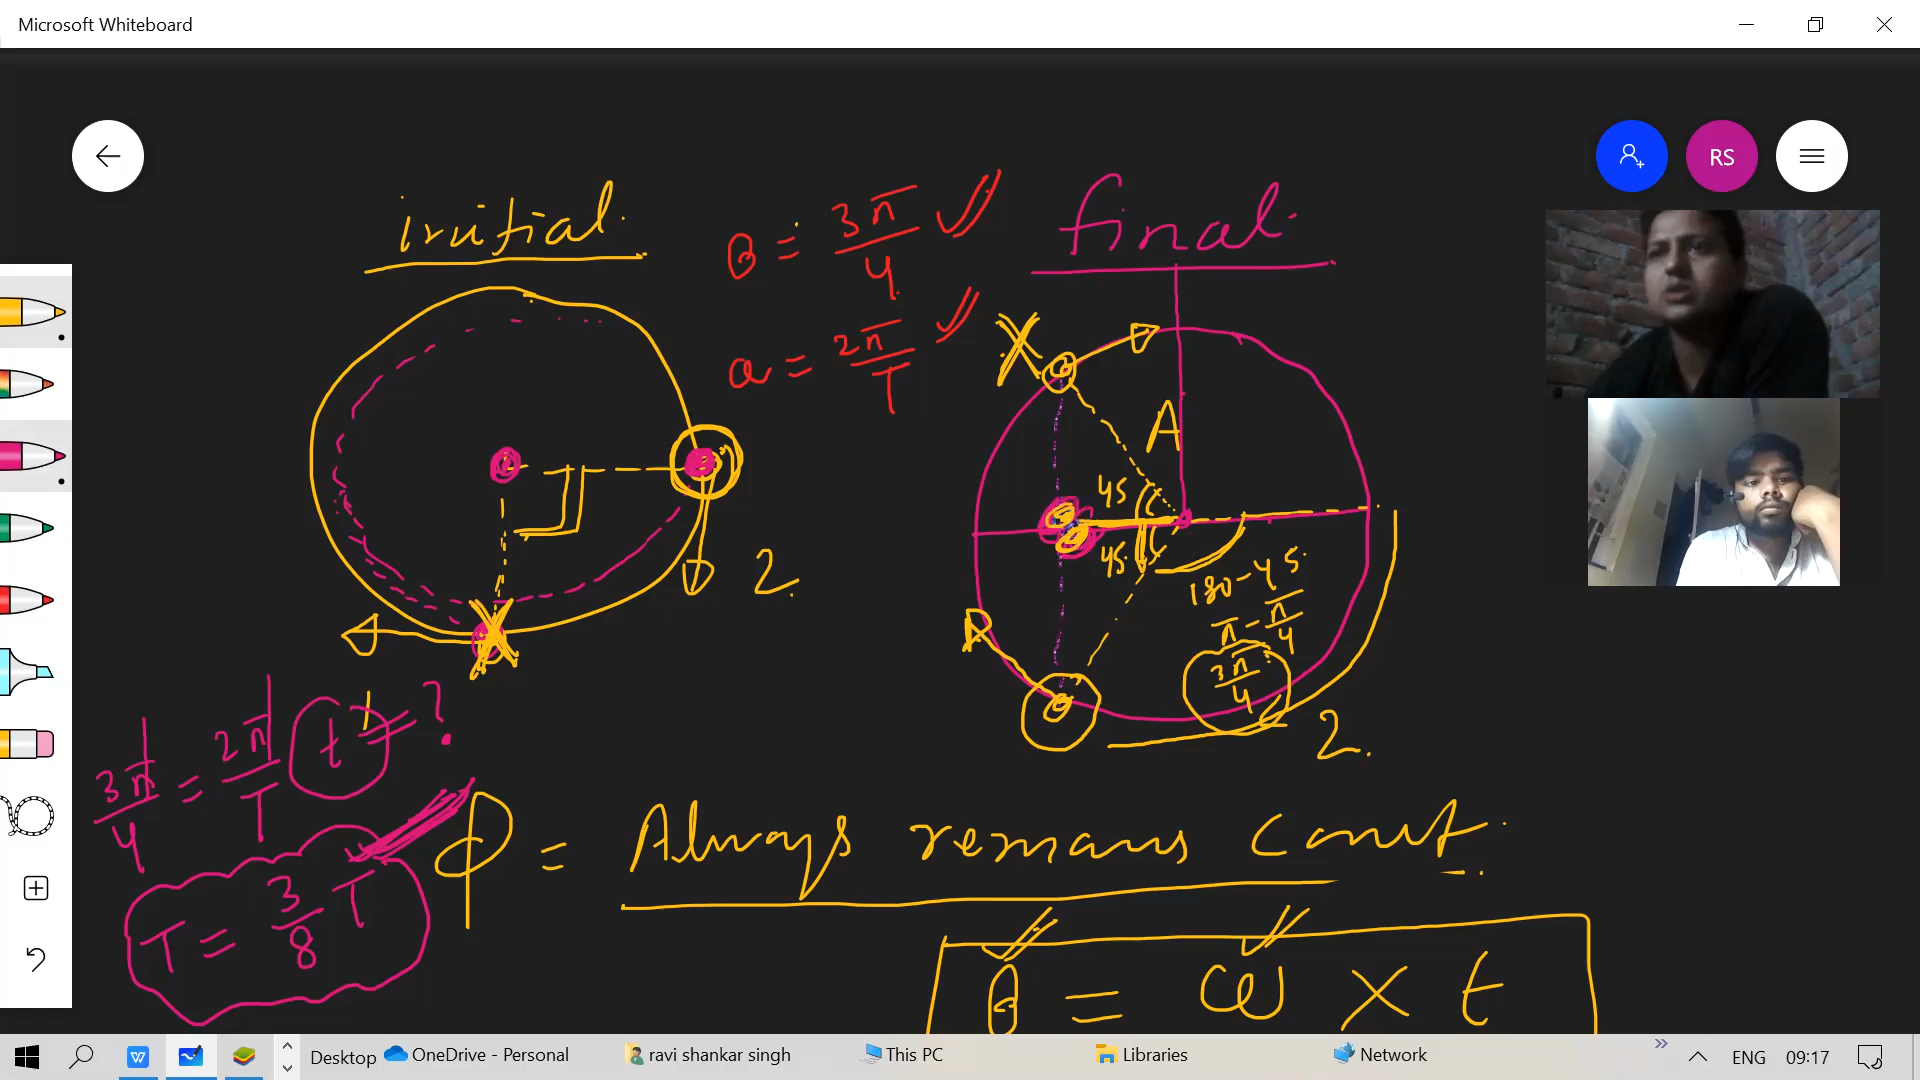 Microsoft Whiteboard
RS
initial.
θ = 3π/4
ω = 2π/T
final.
X
A
45
45
180-45
π - π/4
3π/4
2.
2.
X
3π/4 = 2π/T t = ?
T = 3/8 T
φ = Always remans const.
θ = ω × t
Desktop
OneDrive - Personal
ravi shankar singh
This PC
Libraries
Network
ENG
09:17